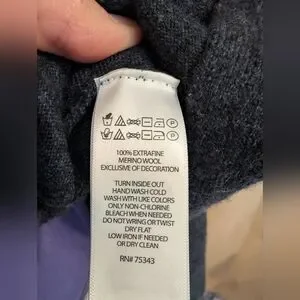 100% EXTRAFINE
MERINO WOOL
EXCLUSIVE OF DECORATION
TURN INSIDE OUT
HAND WASH COLD
WASH WITH LIKE COLORS
ONLY NON-CHLORINE
BLEACH WHEN NEEDED
DO NOT WRING OR TWIST
DRY FLAT
LOW IRON IF NEEDED
OR DRY CLEAN
RN# 75343